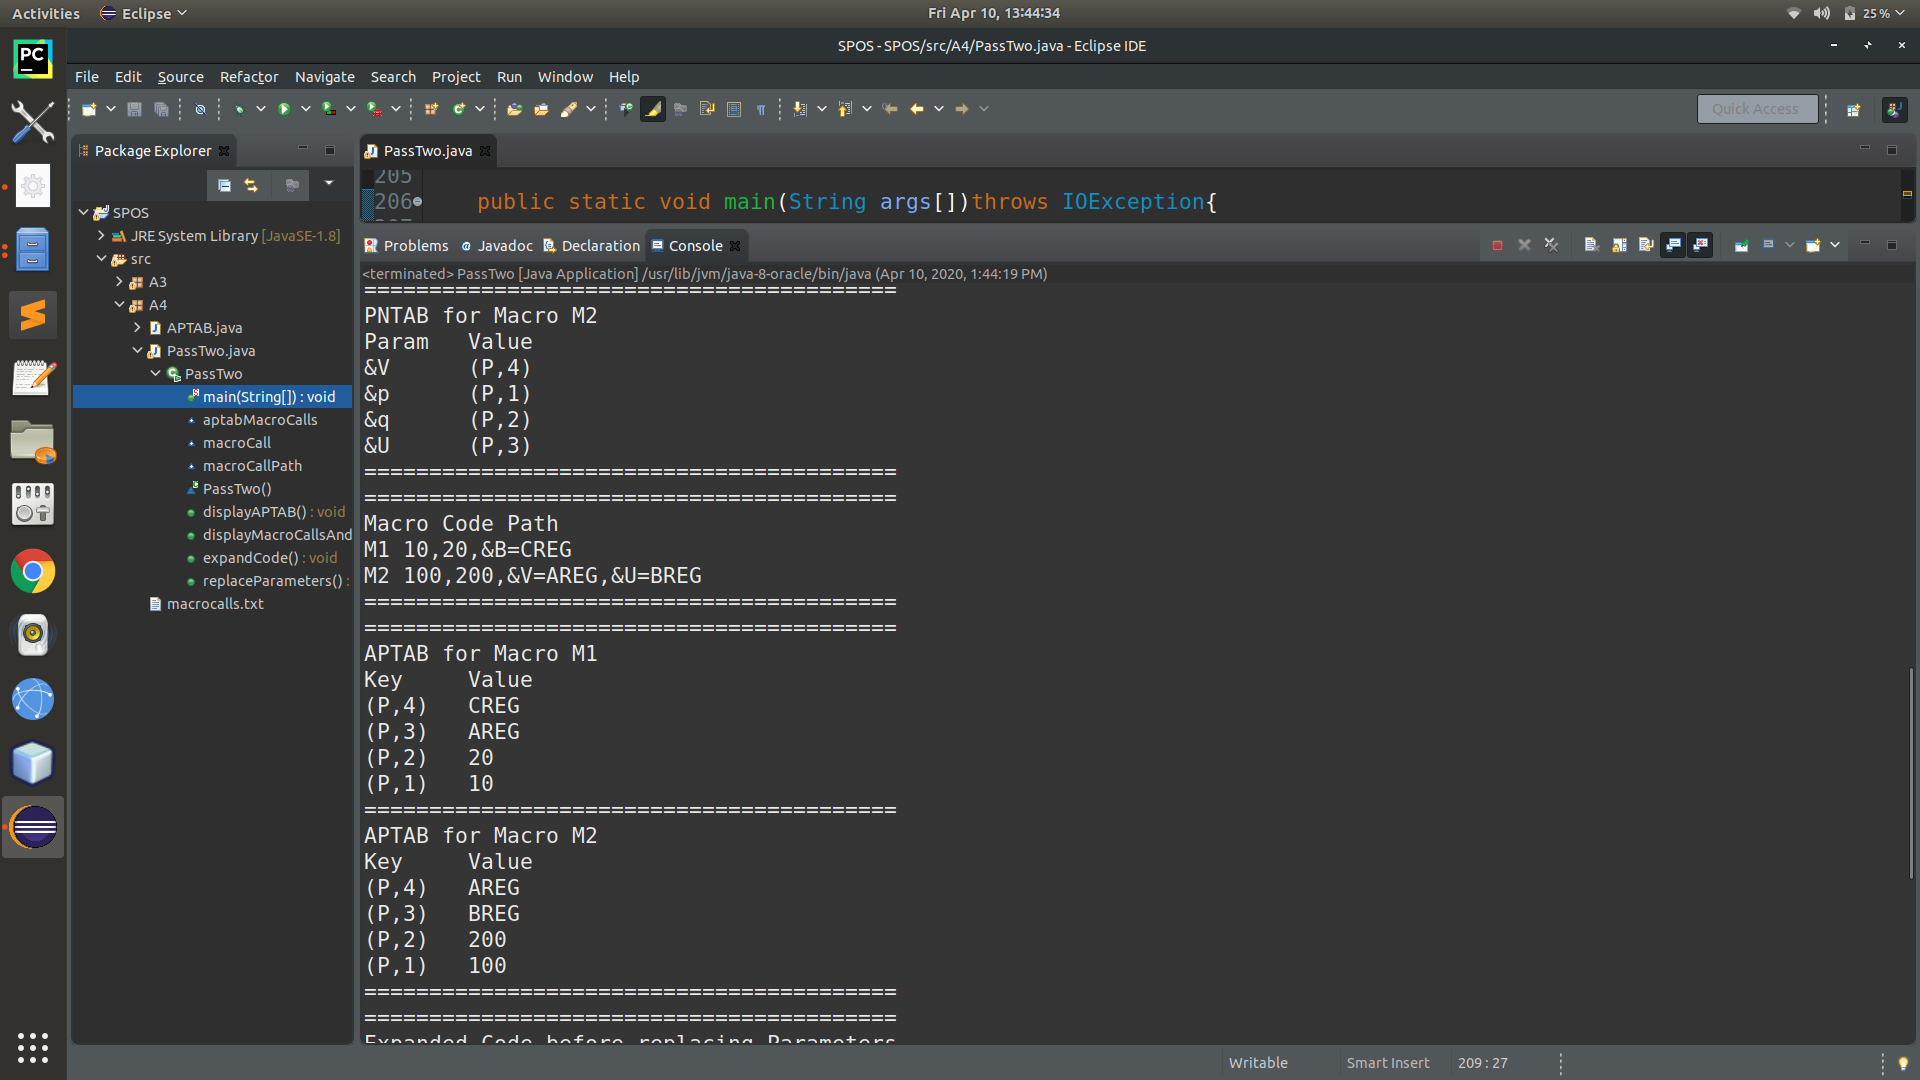 Activities
Eclipse
Fri Apr 10, 13:44:34
25%
PC
SPOS - SPOS/src/A4/PassTwo.java - Eclipse IDE
File Edit Source Refactor Navigate Search Project Run Window Help
Quick Access
Package Explorer
SPOS
JRE System Library [JavaSE-1.8]
src
A3
A4
APTAB.java
PassTwo.java
PassTwo
main(String[]) : void
aptabMacroCalls
macroCall
macroCallPath
PassTwo()
displayAPTAB() : void
displayMacroCallsAnd
expandCode() : void
replaceParameters() :
macrocalls.txt
PassTwo.java
205
206 public static void main(String args[])throws IOException{
207
Problems Javadoc Declaration Console
<terminated> PassTwo [Java Application] /usr/lib/jvm/java-8-oracle/bin/java (Apr 10, 2020, 1:44:19 PM)
=========================================
PNTAB for Macro M2
Param Value
&V (P,4)
&p (P,1)
&q (P,2)
&U (P,3)
=========================================
=========================================
Macro Code Path
M1 10,20,&B=CREG
M2 100,200,&V=AREG,&U=BREG
=========================================
=========================================
APTAB for Macro M1
Key Value
(P,4) CREG
(P,3) AREG
(P,2) 20
(P,1) 10
=========================================
APTAB for Macro M2
Key Value
(P,4) AREG
(P,3) BREG
(P,2) 200
(P,1) 100
=========================================
=========================================
Expanded Code before replacing Parameters
Writable
Smart Insert
209 : 27